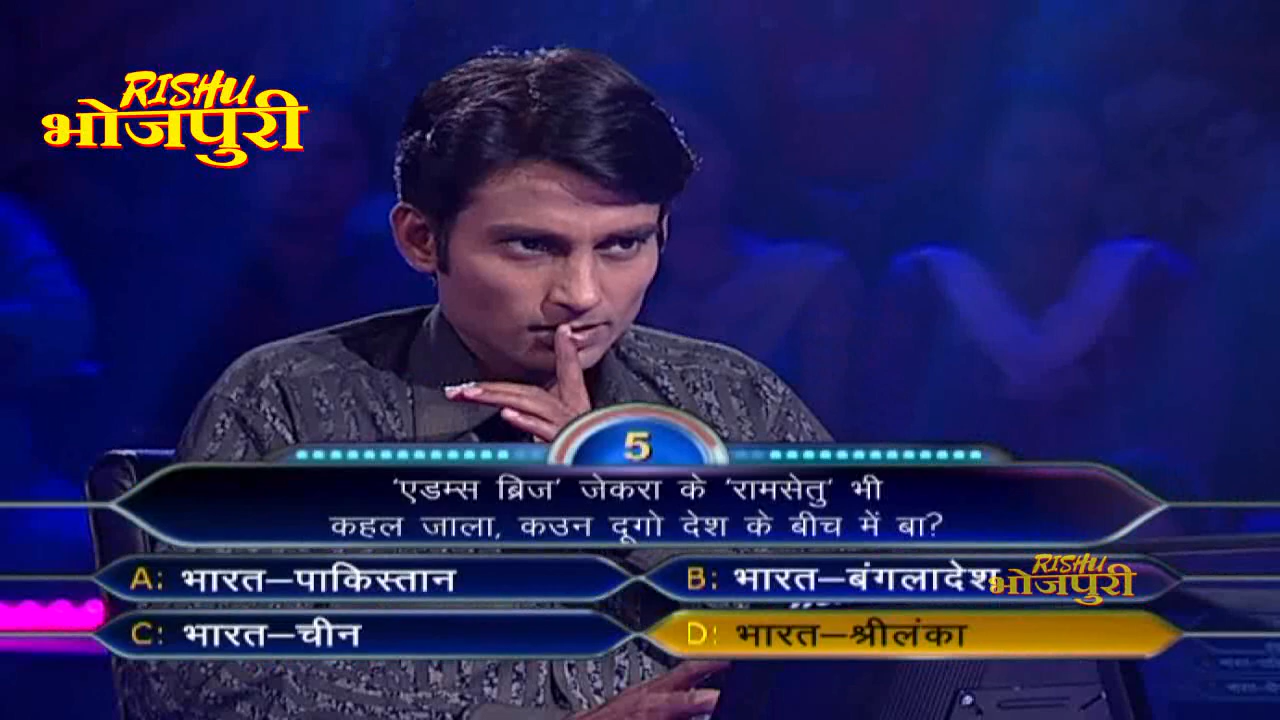 RISHU
भोजपुरी
5
‘एडम्स ब्रिज’ जेकरा के ‘रामसेतु’ भी
कहल जाला, कउन दूगो देश के बीच में बा?
A: भारत–पाकिस्तान
B: भारत–बंगलादेश
RISHU
भोजपुरी
C: भारत–चीन
D: भारत–श्रीलंका